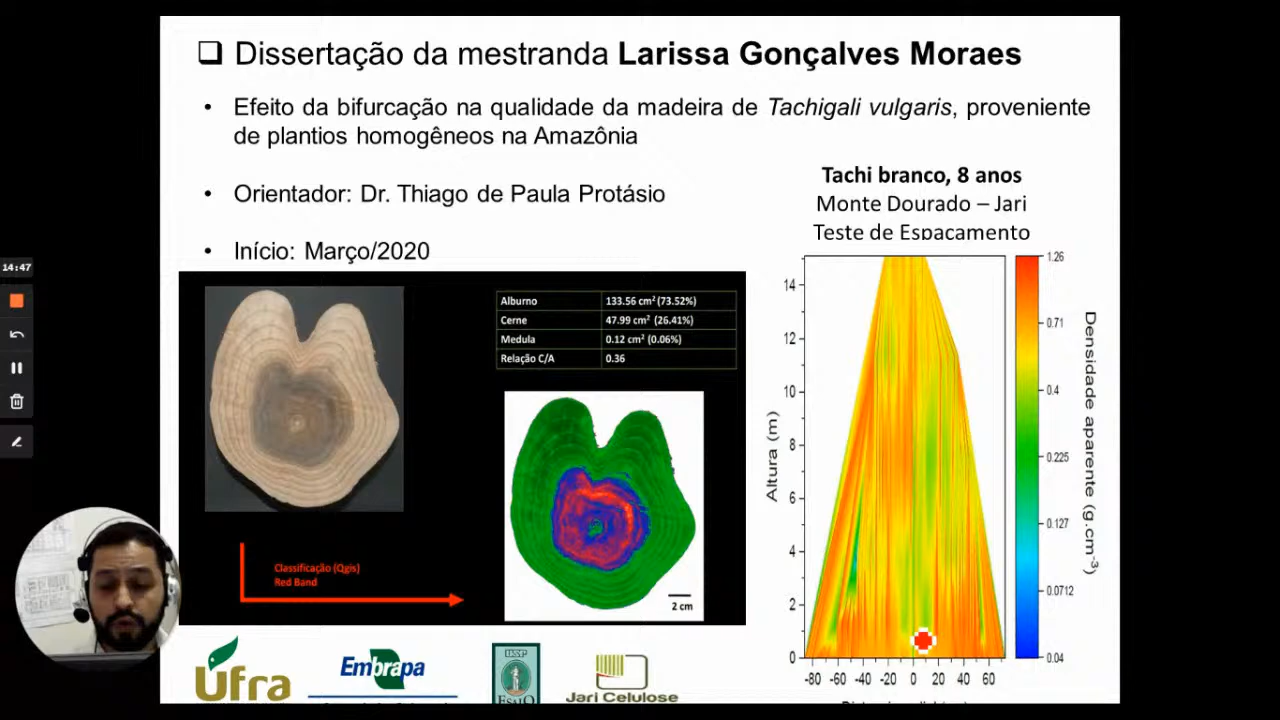 Dissertação da mestranda Larissa Gonçalves Moraes
• Efeito da bifurcação na qualidade da madeira de Tachigali vulgaris, proveniente
de plantios homogêneos na Amazônia
• Orientador: Dr. Thiago de Paula Protásio
• Início: Março/2020
Tachi branco, 8 anos
Monte Dourado – Jari
Teste de Espaçamento
14:47
Alburno 133.56 cm² (73.52%)
Cerne 47.99 cm² (26.41%)
Medula 0.12 cm² (0.06%)
Relação C/A 0.36
Classificação (Qgis)
Red Band
2 cm
Altura (m)
14
12
10
8
6
4
2
0
-80 -60 -40 -20 0 20 40 60
1.26
0.71
0.4
0.225
0.127
0.0712
0.04
Densidade aparente (g.cm⁻³)
Ufra
Embrapa
USP
ESALQ
Jari Celulose